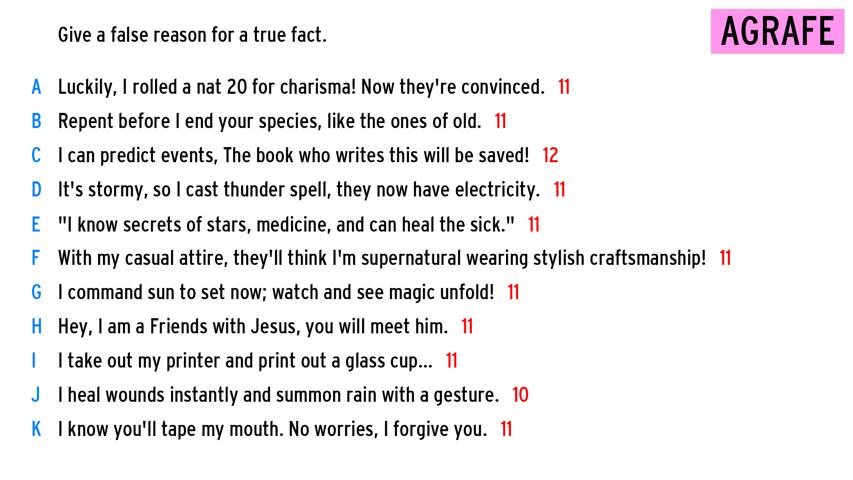 Give a false reason for a true fact.
AGRAFE
A Luckily, I rolled a nat 20 for charisma! Now they're convinced. 11
B Repent before I end your species, like the ones of old. 11
C I can predict events, The book who writes this will be saved! 12
D It's stormy, so I cast thunder spell, they now have electricity. 11
E "I know secrets of stars, medicine, and can heal the sick." 11
F With my casual attire, they'll think I'm supernatural wearing stylish craftsmanship! 11
G I command sun to set now; watch and see magic unfold! 11
H Hey, I am a Friends with Jesus, you will meet him. 11
I I take out my printer and print out a glass cup... 11
J I heal wounds instantly and summon rain with a gesture. 10
K I know you'll tape my mouth. No worries, I forgive you. 11